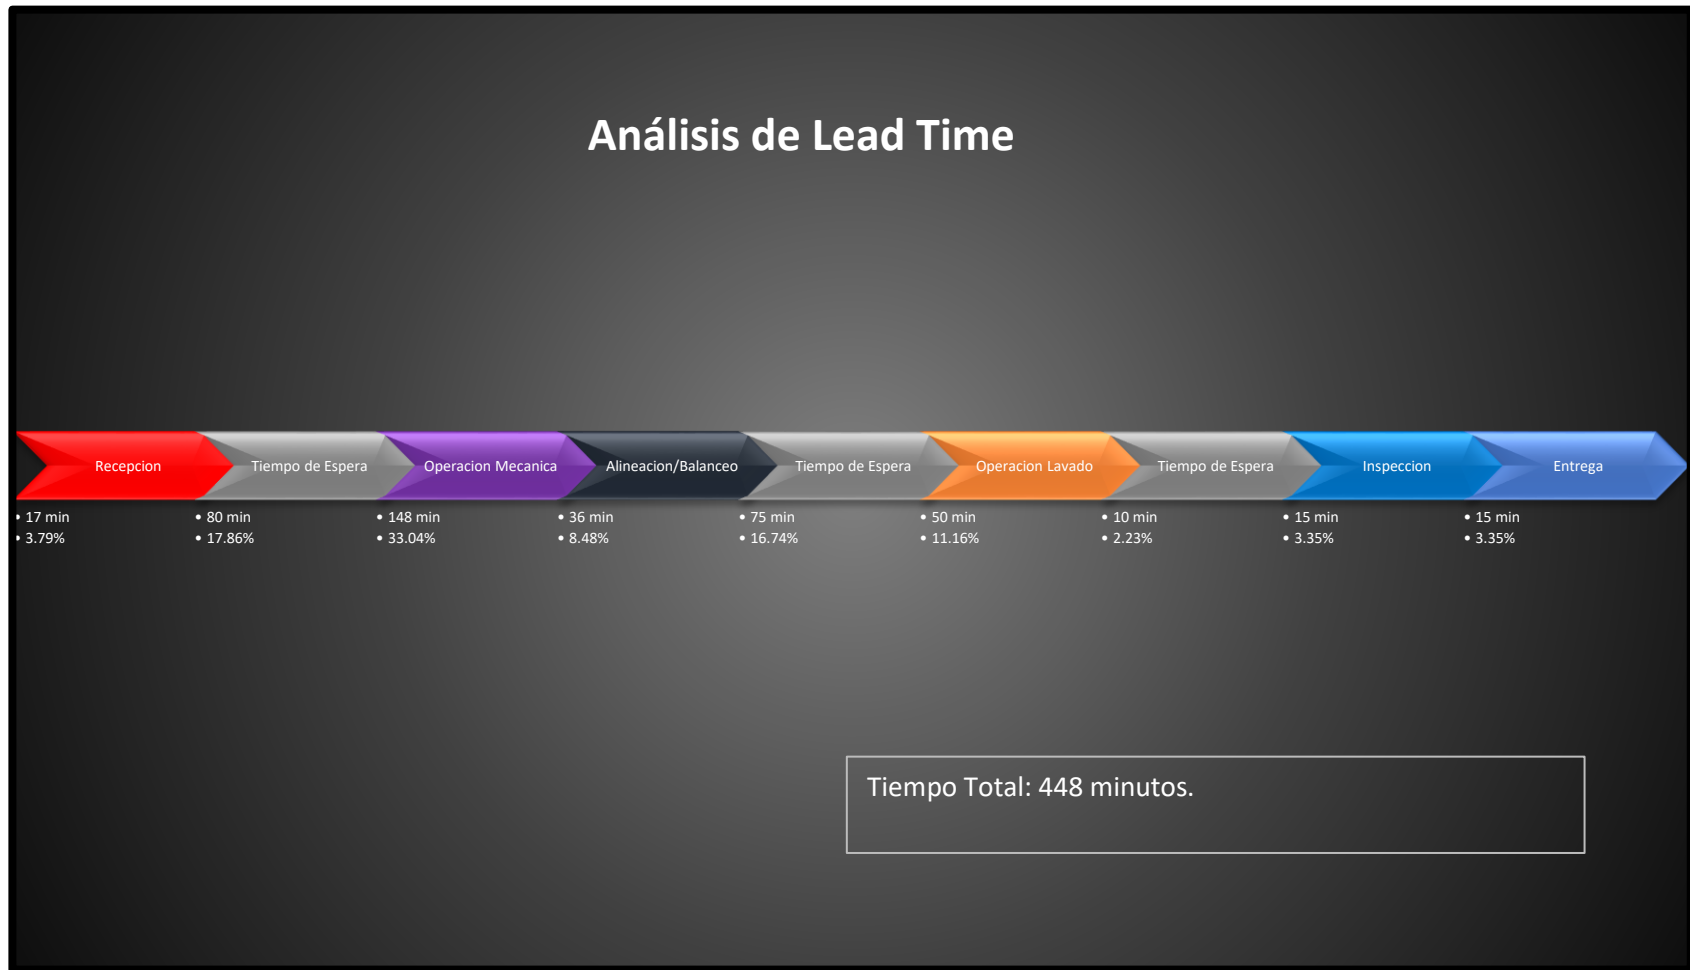 Análisis de Lead Time
Recepcion
• 17 min
• 3.79%
Tiempo de Espera
• 80 min
• 17.86%
Operacion Mecanica
• 148 min
• 33.04%
Alineacion/Balanceo
• 36 min
• 8.48%
Tiempo de Espera
• 75 min
• 16.74%
Operacion Lavado
• 50 min
• 11.16%
Tiempo de Espera
• 10 min
• 2.23%
Inspeccion
• 15 min
• 3.35%
Entrega
• 15 min
• 3.35%
Tiempo Total: 448 minutos.